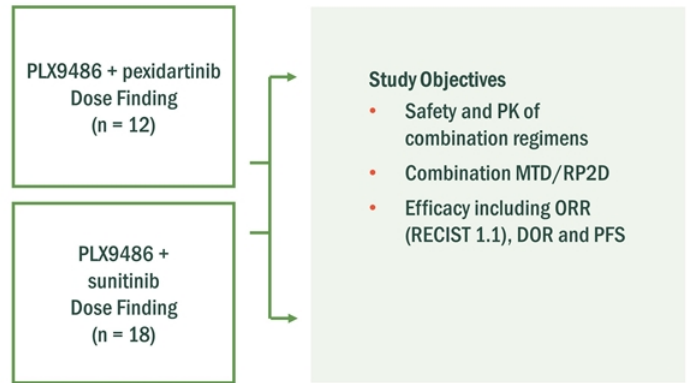 PLX9486 + pexidartinib
Dose Finding
(n = 12)
PLX9486 +
sunitinib
Dose Finding
(n = 18)
Study Objectives
• Safety and PK of
combination regimens
• Combination MTD/RP2D
• Efficacy including ORR
(RECIST 1.1), DOR and PFS